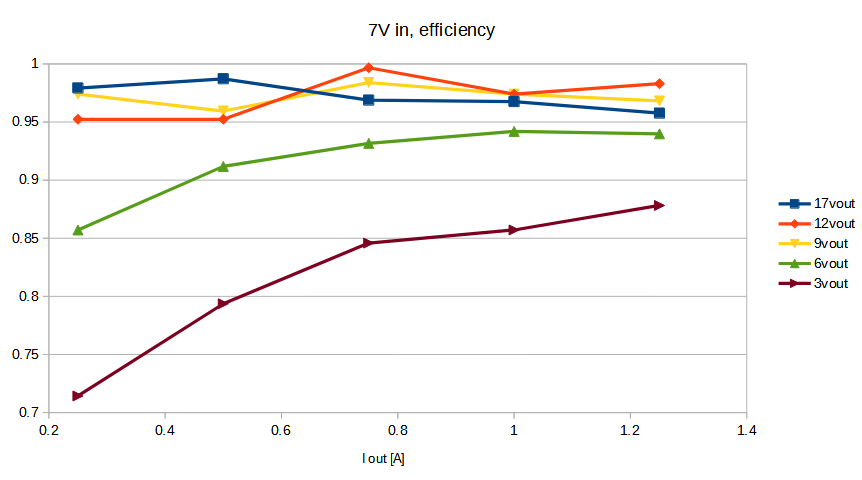 7V in, efficiency
1
0.95
0.9
0.85
0.8
0.75
0.7
0.2 0.4 0.6 0.8 1 1.2 1.4
I out [A]
17vout
12vout
9vout
6vout
3vout